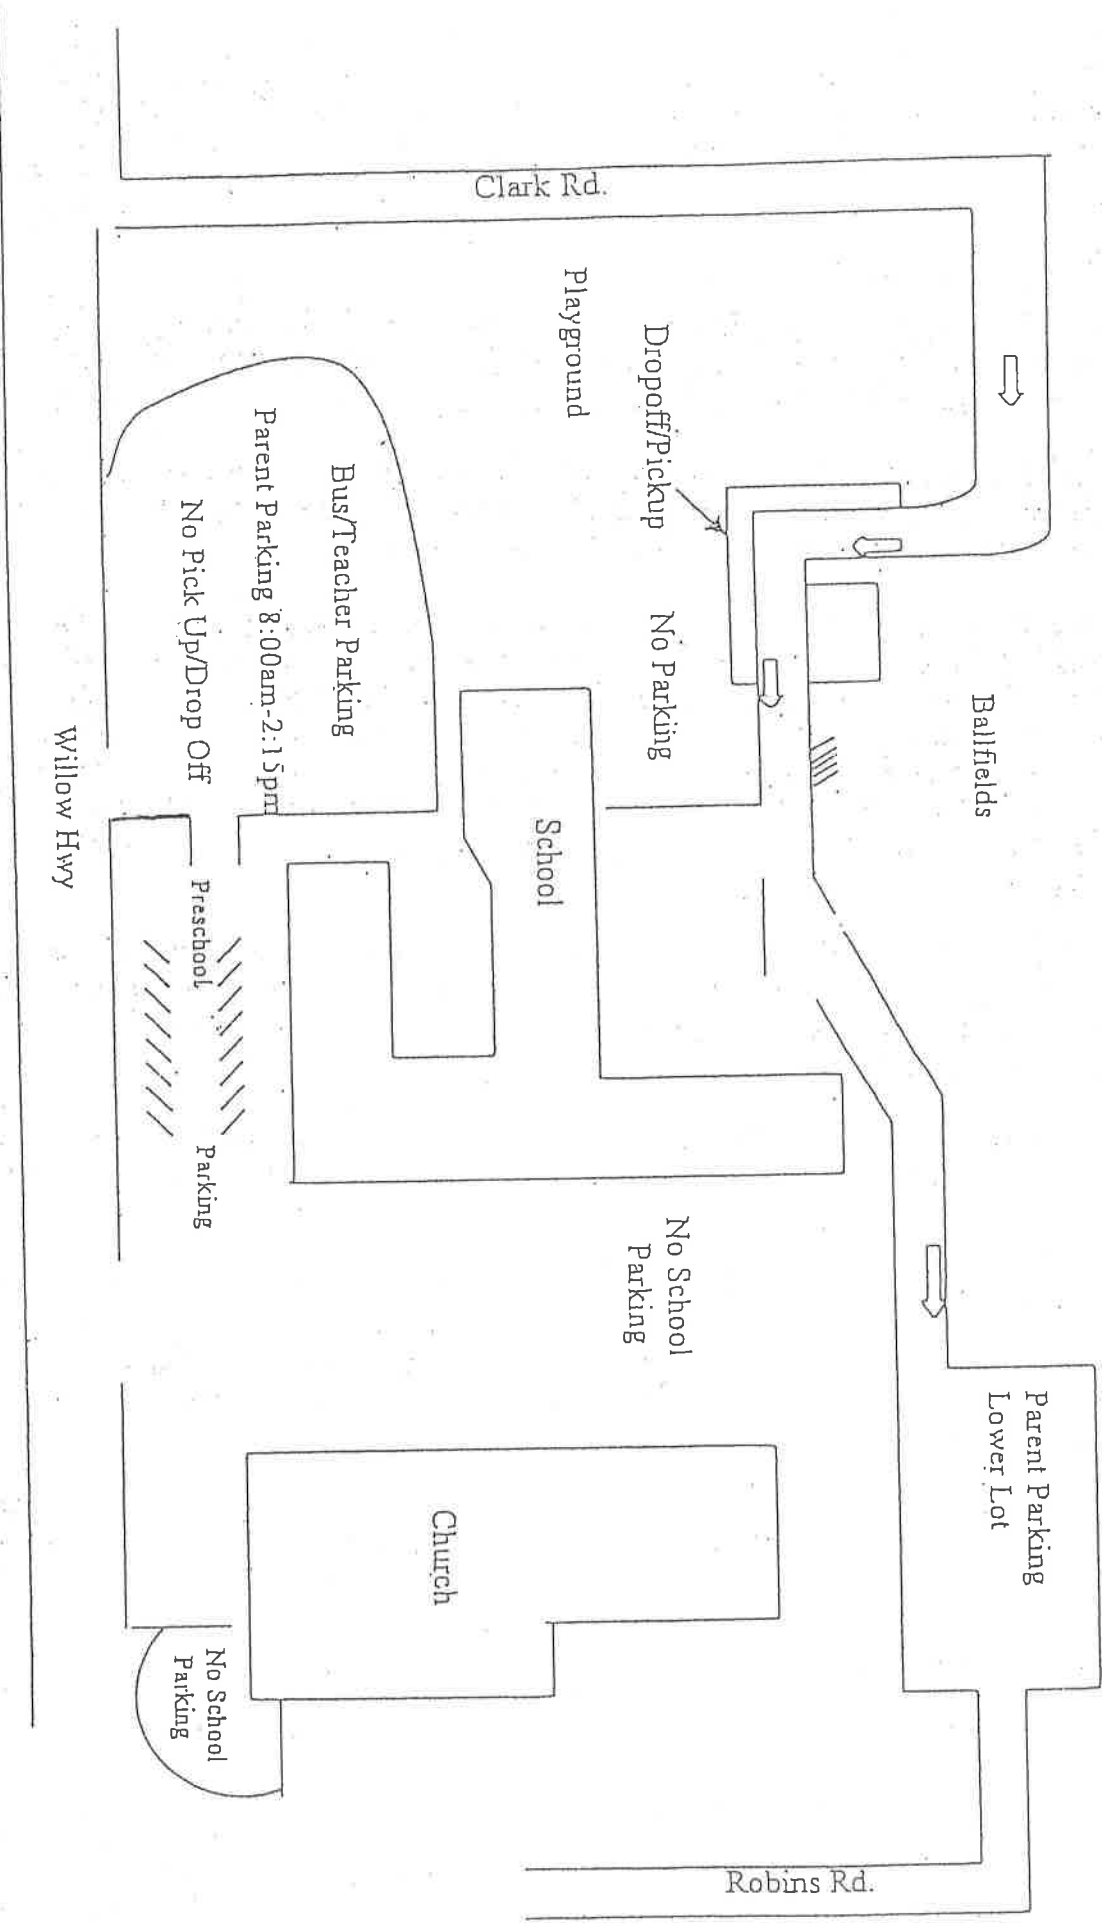 Clark Rd.
Playground
Dropoff/Pickup
No Parking
Ballfields
Bus/Teacher Parking
Parent Parking 8:00am-2:15pm
No Pick Up/Drop Off
Willow Hwy
School
Preschool
Parking
No School
Parking
Parent Parking
Lower Lot
Church
No School
Parking
Robins Rd.